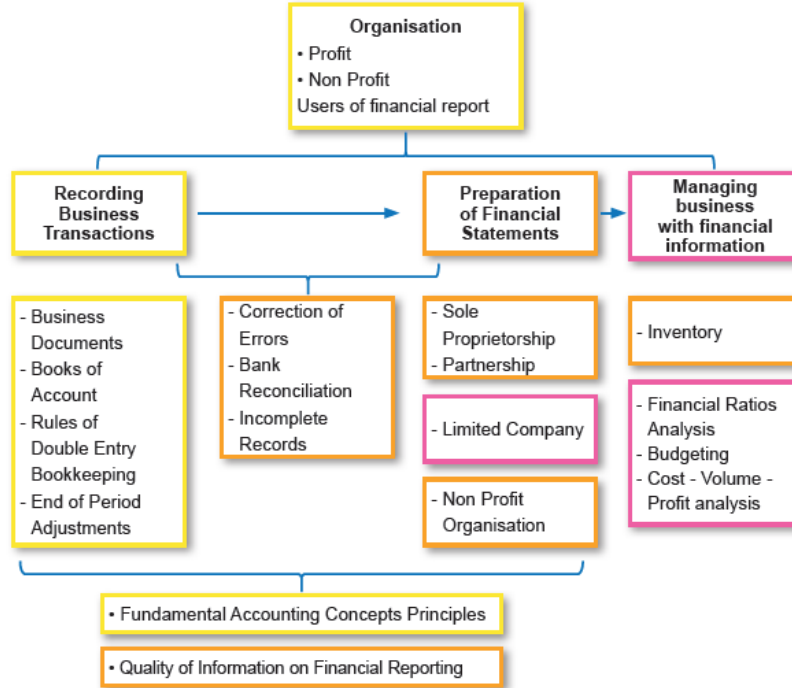 Organisation
• Profit
• Non Profit
Users of financial report
Recording
Business
Transactions
Preparation
of Financial
Statements
Managing
business
with financial
information
- Business
Documents
- Books of
Account
- Rules of
Double Entry
Bookkeeping
- End of Period
Adjustments
- Correction of
Errors
- Bank
Reconciliation
- Incomplete
Records
- Sole
Proprietorship
- Partnership
- Limited Company
- Non Profit
Organisation
- Inventory
- Financial Ratios
Analysis
- Budgeting
- Cost - Volume -
Profit analysis
• Fundamental Accounting Concepts Principles
• Quality of Information on Financial Reporting